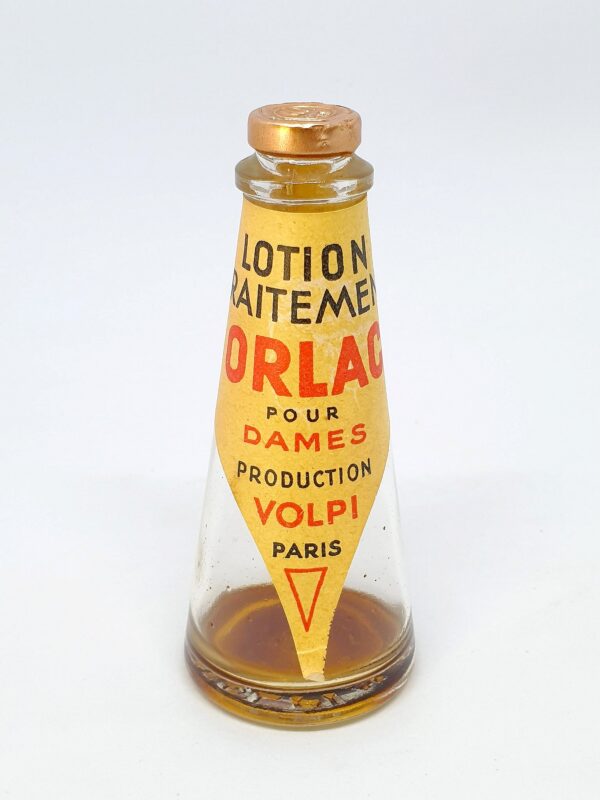 LOTION
RAITEMEN
ORLAC
POUR
DAMES
PRODUCTION
VOLPI
PARIS